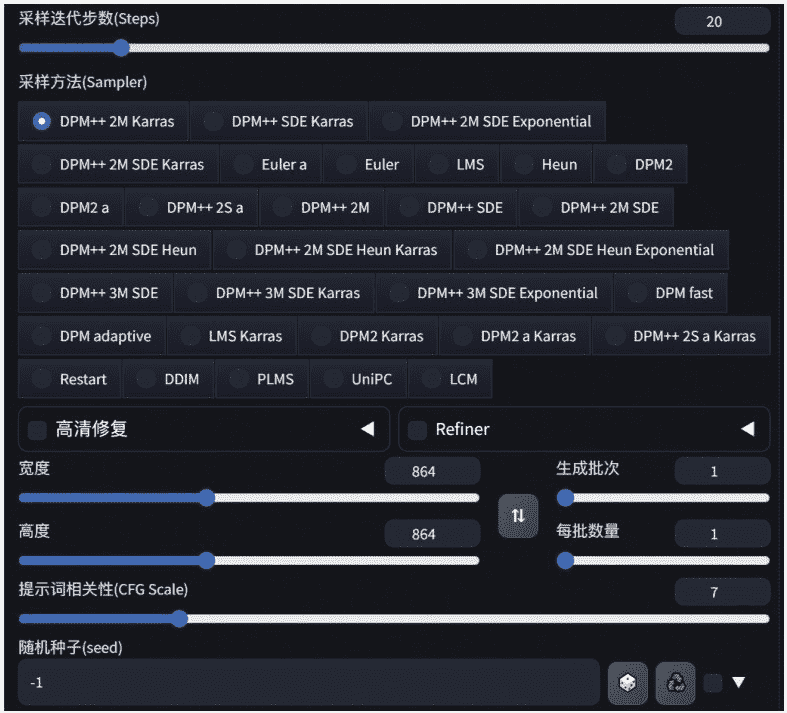 采样迭代步数(Steps) 20
采样方法(Sampler)
DPM++ 2M Karras DPM++ SDE Karras DPM++ 2M SDE Exponential
DPM++ 2M SDE Karras Euler a Euler LMS Heun DPM2
DPM2 a DPM++ 2S a DPM++ 2M DPM++ SDE DPM++ 2M SDE
DPM++ 2M SDE Heun DPM++ 2M SDE Heun Karras DPM++ 2M SDE Heun Exponential
DPM++ 3M SDE DPM++ 3M SDE Karras DPM++ 3M SDE Exponential DPM fast
DPM adaptive LMS Karras DPM2 Karras DPM2 a Karras DPM++ 2S a Karras
Restart DDIM PLMS UniPC LCM
高清修复 Refiner
宽度 864 生成批次 1
高度 864 每批数量 1
提示词相关性(CFG Scale) 7
随机种子(seed)
-1